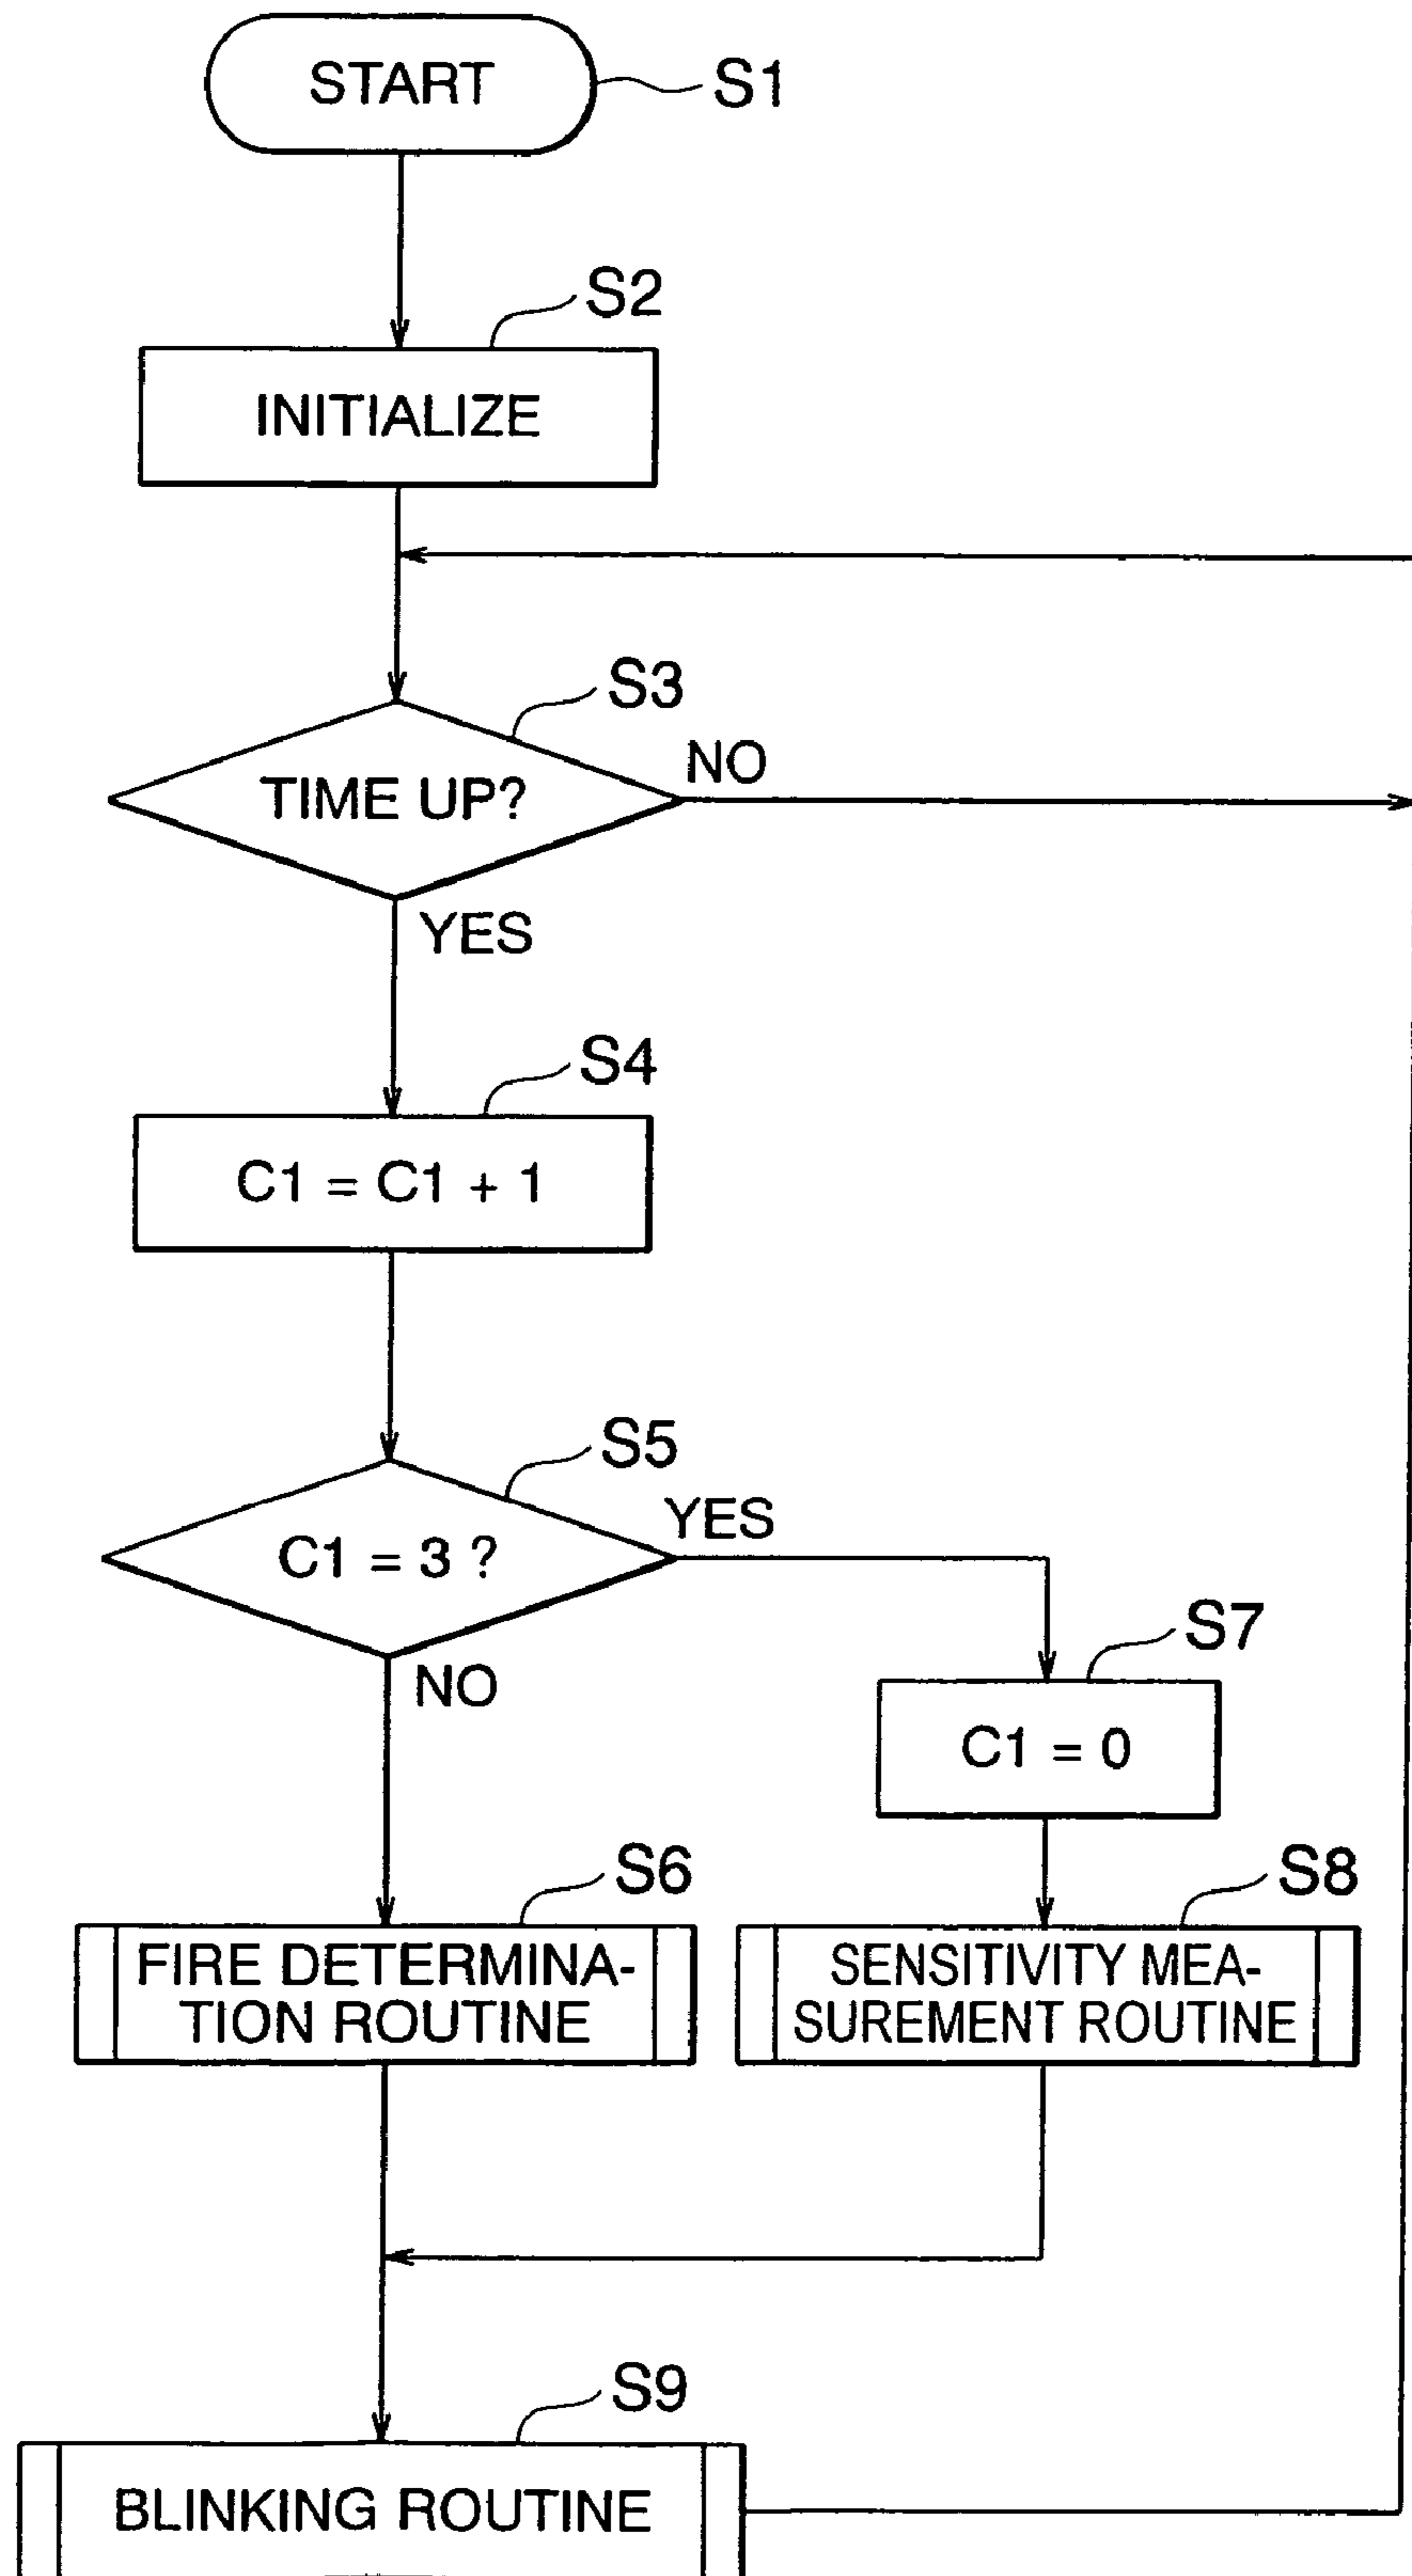 START
S1
S2
INITIALIZE
S3
TIME UP?
NO
YES
S4
C1 = C1 + 1
S5
C1 = 3 ?
YES
NO
S7
C1 = 0
S6
FIRE DETERMINA-
TION ROUTINE
S8
SENSITIVITY MEA-
SUREMENT ROUTINE
S9
BLINKING ROUTINE